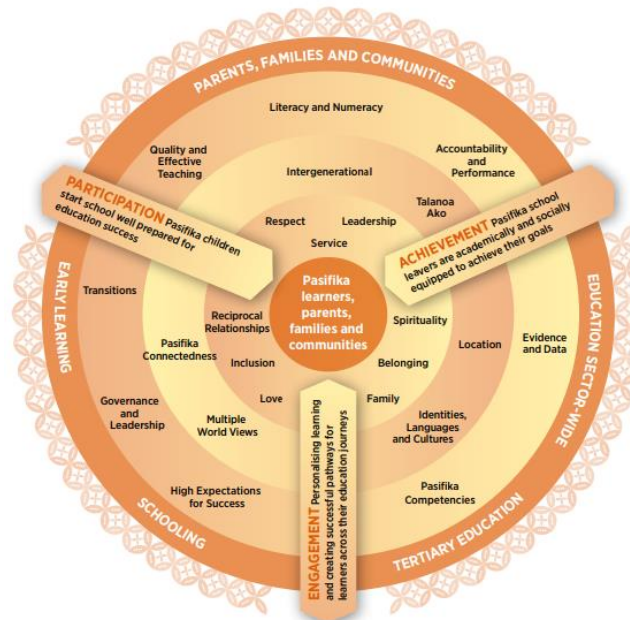 PARENTS, FAMILIES AND COMMUNITIES
Literacy and Numeracy
Quality and
Effective
Teaching
Accountability
and
Performance
Intergenerational
Talanoa
Ako
PARTICIPATION Pasifika children
start school well prepared for
education success
ACHIEVEMENT Pasifika school
leavers are academically and socially
equipped to achieve their goals
Respect
Leadership
Service
Pasifika
learners,
parents,
families and
communities
EARLY LEARNING
EDUCATION SECTOR-WIDE
Transitions
Reciprocal
Relationships
Spirituality
Pasifika
Connectedness
Location
Evidence
and Data
Inclusion
Belonging
Governance
and
Leadership
Love
Family
Multiple
World Views
Identities,
Languages
and Cultures
High Expectations
for Success
Pasifika
Competencies
ENGAGEMENT Personalising learning
and creating successful pathways for
learners across their education journeys
SCHOOLING
TERTIARY EDUCATION